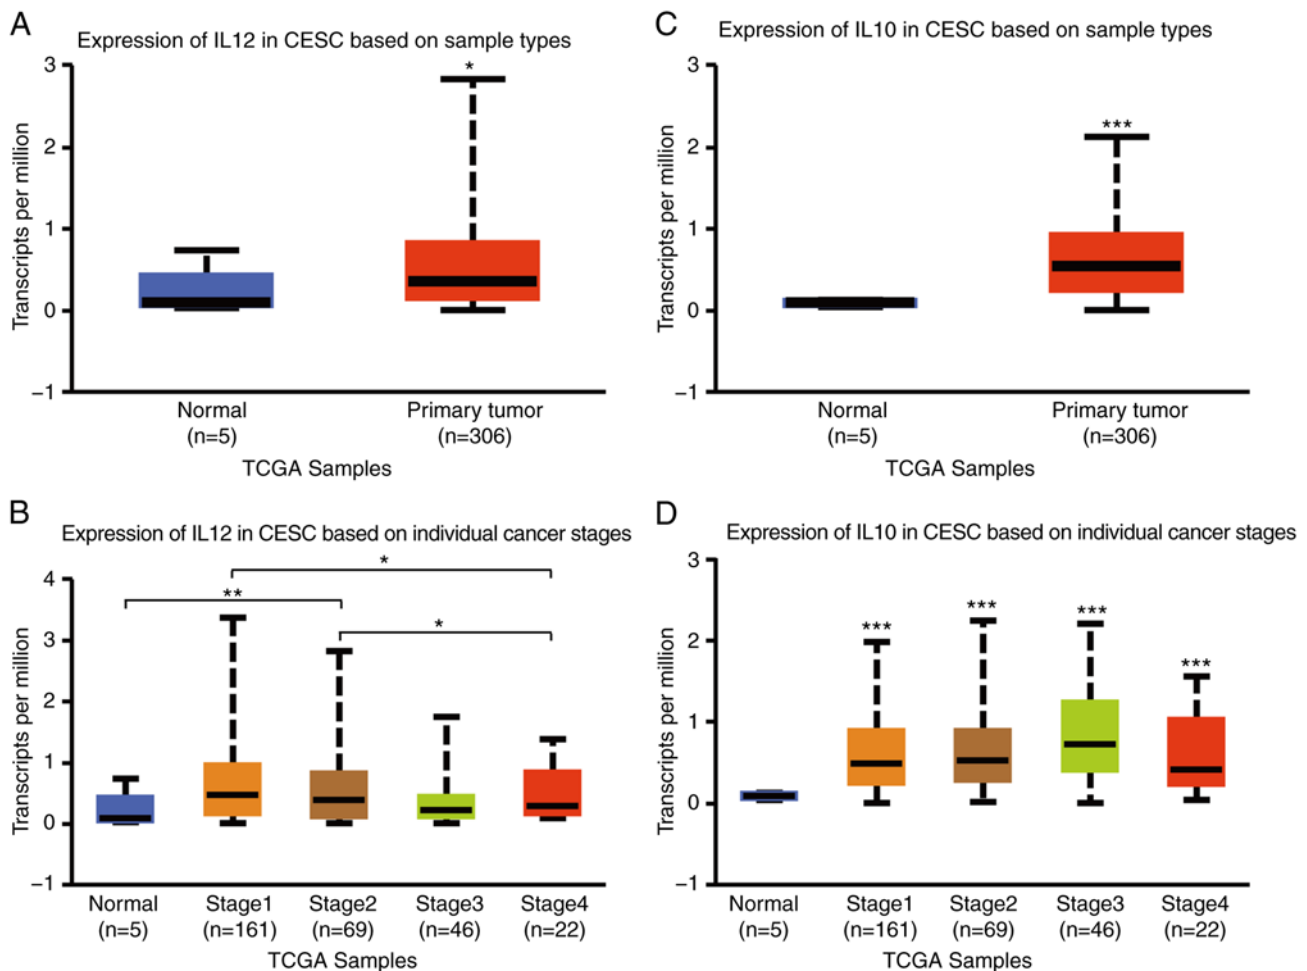 A
Expression of IL12 in CESC based on sample types
Transcripts per million
3
2
1
0
−1
*
Normal
(n=5)
Primary tumor
(n=306)
TCGA Samples
C
Expression of IL10 in CESC based on sample types
Transcripts per million
3
2
1
0
−1
***
Normal
(n=5)
Primary tumor
(n=306)
TCGA Samples
B
Expression of IL12 in CESC based on individual cancer stages
Transcripts per million
4
3
2
1
0
−1
*
**
*
Normal
(n=5)
Stage1
(n=161)
Stage2
(n=69)
Stage3
(n=46)
Stage4
(n=22)
TCGA Samples
D
Expression of IL10 in CESC based on individual cancer stages
Transcripts per million
3
2
1
0
−1
***
***
***
***
Normal
(n=5)
Stage1
(n=161)
Stage2
(n=69)
Stage3
(n=46)
Stage4
(n=22)
TCGA Samples